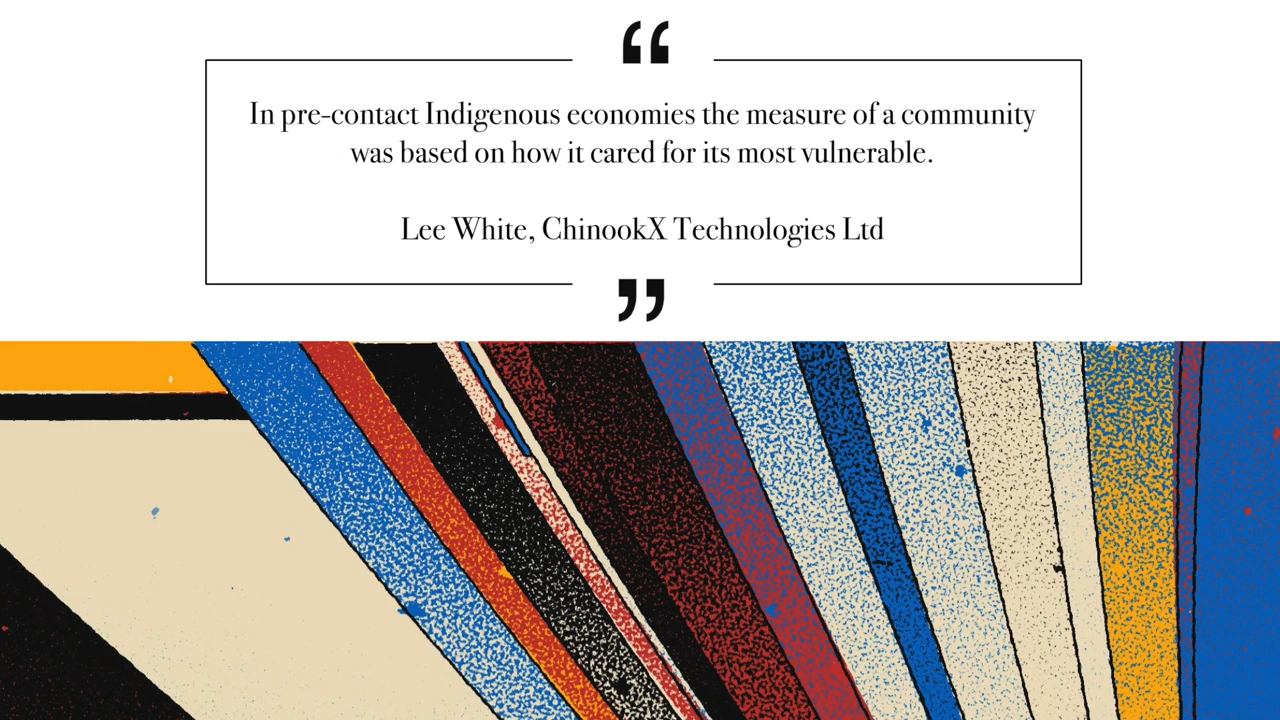 “
In pre-contact Indigenous economies the measure of a community
was based on how it cared for its most vulnerable.
Lee White, ChinookX Technologies Ltd
”